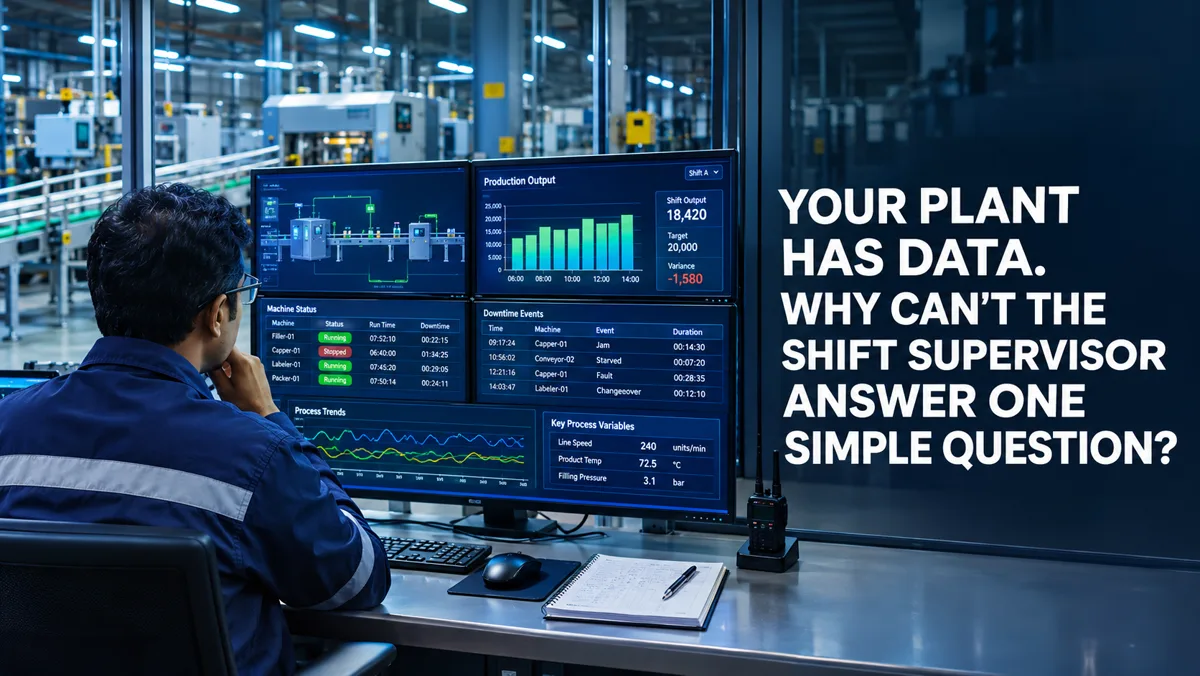 Production Output
Shift A
25,000
20,000
15,000
10,000
5,000
0
06:00 08:00 10:00 12:00 14:00
Shift Output
18,420
Target
20,000
Variance
-1,580
Machine Status
Machine Status Run Time Downtime
Filler-01 Running 07:52:10 00:22:15
Capper-01 Stopped 06:40:00 01:34:25
Labeler-01 Running 07:45:20 00:29:05
Packer-01 Running 07:50:14 00:24:11
Downtime Events
Time Machine Event Duration
09:17:24 Capper-01 Jam 00:14:30
10:56:02 Conveyor-02 Starved 00:07:20
12:21:16 Capper-01 Fault 00:28:35
14:03:47 Labeler-01 Changeover 00:12:10
Process Trends
Key Process Variables
Line Speed 240 units/min
Product Temp 72.5 °C
Filling Pressure 3.1 bar
YOUR PLANT
HAS DATA.
WHY CAN'T THE
SHIFT SUPERVISOR
ANSWER ONE
SIMPLE QUESTION?